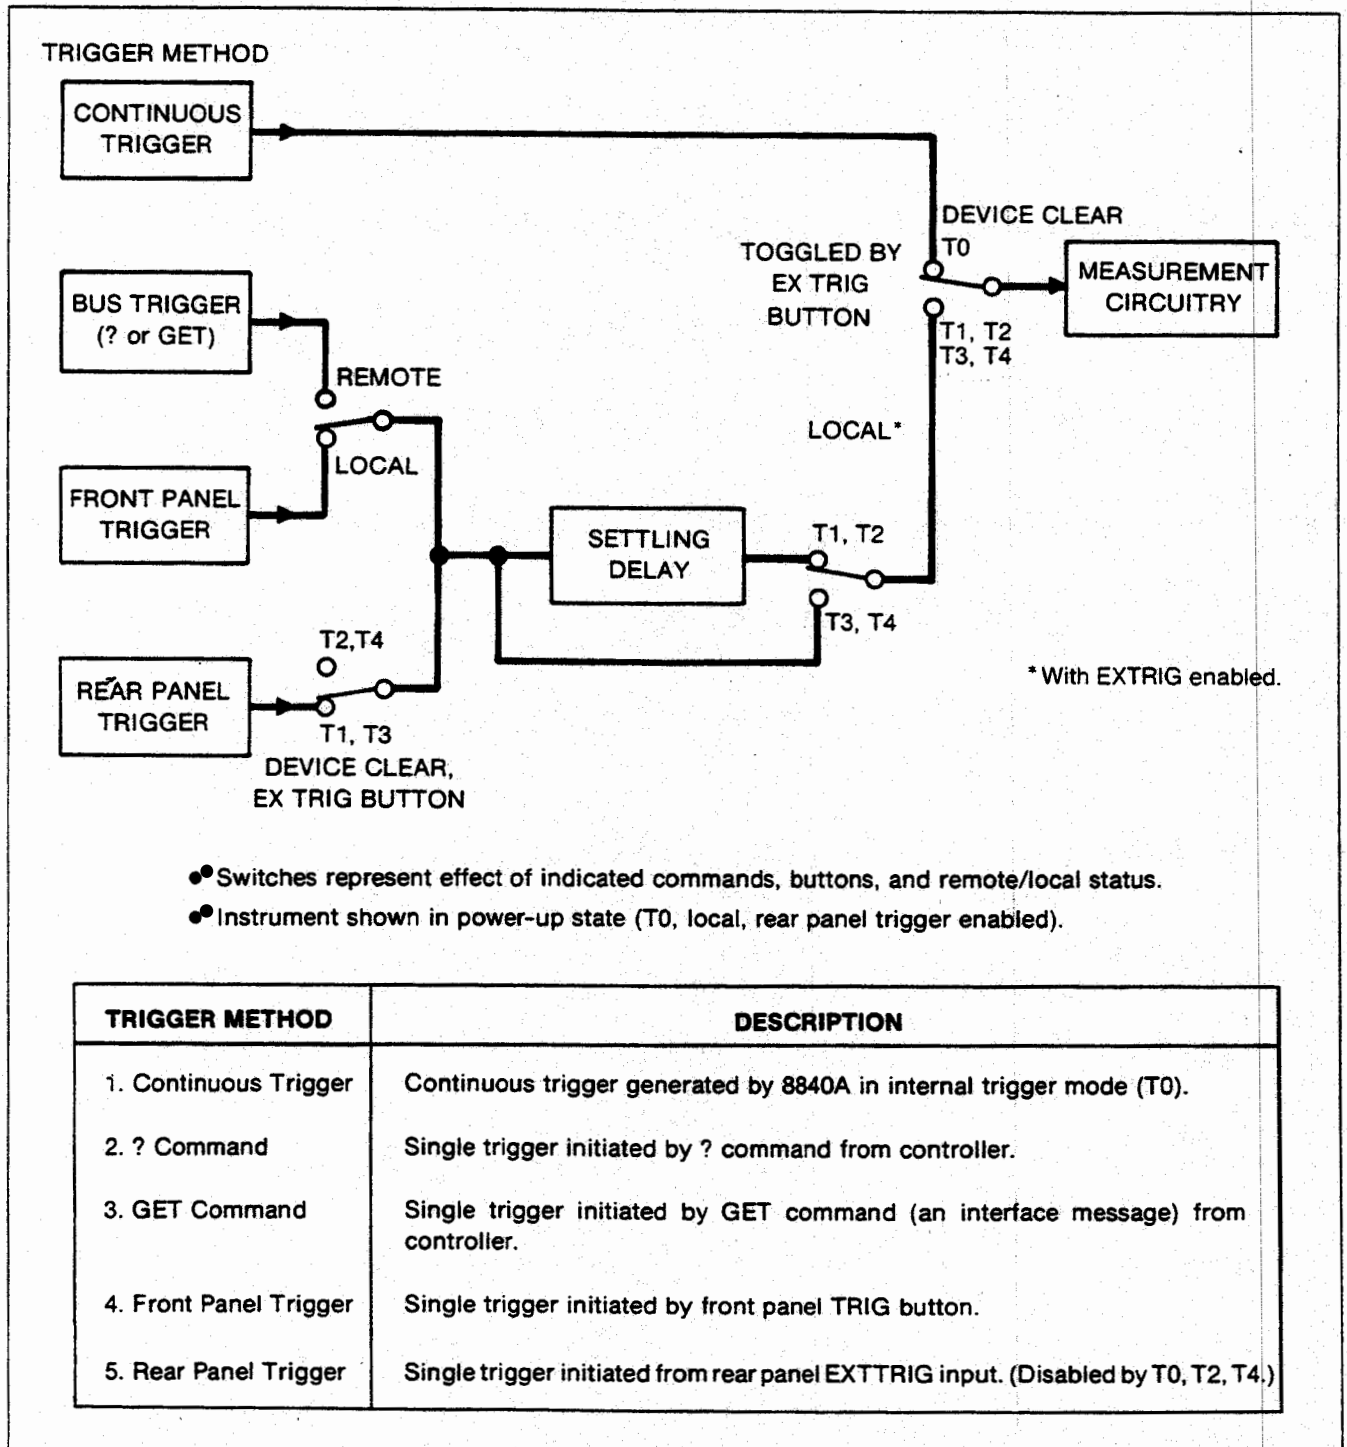 TRIGGER METHOD
CONTINUOUS
TRIGGER
DEVICE CLEAR
T0
TOGGLED BY
EX TRIG
BUTTON
MEASUREMENT
CIRCUITRY
T1, T2
T3, T4
BUS TRIGGER
(? or GET)
REMOTE
LOCAL
LOCAL*
FRONT PANEL
TRIGGER
SETTLING
DELAY
T1, T2
T3, T4
T2,T4
REAR PANEL
TRIGGER
T1, T3
DEVICE CLEAR,
EX TRIG BUTTON
*With EXTRIG enabled.
Switches represent effect of indicated commands, buttons, and remote/local status.
Instrument shown in power-up state (T0, local, rear panel trigger enabled).
TRIGGER METHOD DESCRIPTION
1. Continuous Trigger Continuous trigger generated by 8840A in internal trigger mode (T0).
2. ? Command Single trigger initiated by ? command from controller.
3. GET Command Single trigger initiated by GET command (an interface message) from
controller.
4. Front Panel Trigger Single trigger initiated by front panel TRIG button.
5. Rear Panel Trigger Single trigger initiated from rear panel EXTTRIG input. (Disabled by T0, T2, T4.)